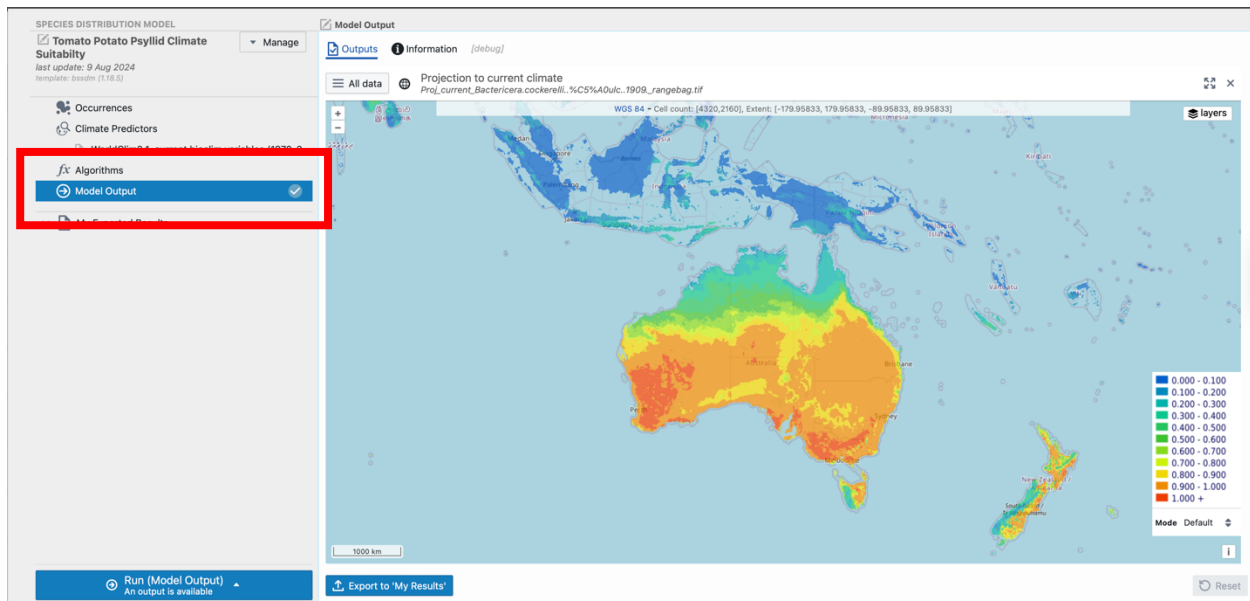 SPECIES DISTRIBUTION MODEL
Tomato Potato Psyllid Climate
Suitabilty
last update: 9 Aug 2024
template: bssdm (1.18.5)
Manage
Occurrences
Climate Predictors
Algorithms
Model Output
Run (Model Output)
An output is available
Model Output
Outputs
Information
[debug]
All data
Projection to current climate
Proj_current_Bactericera.cockerelli..%C5%A0ulc..1909._rangebag.tif
WGS 84 - Cell count: [4320,2160], Extent: [-179.95833, 179.95833, -89.95833, 89.95833]
+
-
layers
Micronesia
Medan
Malaysia
Singapore
Borneo
Palembang
Kiribati
Vanuatu
Australia
Brisbane
Perth
Sydney
Melbourne
0.000 - 0.100
0.100 - 0.200
0.200 - 0.300
0.300 - 0.400
0.400 - 0.500
0.500 - 0.600
0.600 - 0.700
0.700 - 0.800
0.800 - 0.900
0.900 - 1.000
1.000 +
Mode Default
1000 km
i
Export to 'My Results'
Reset